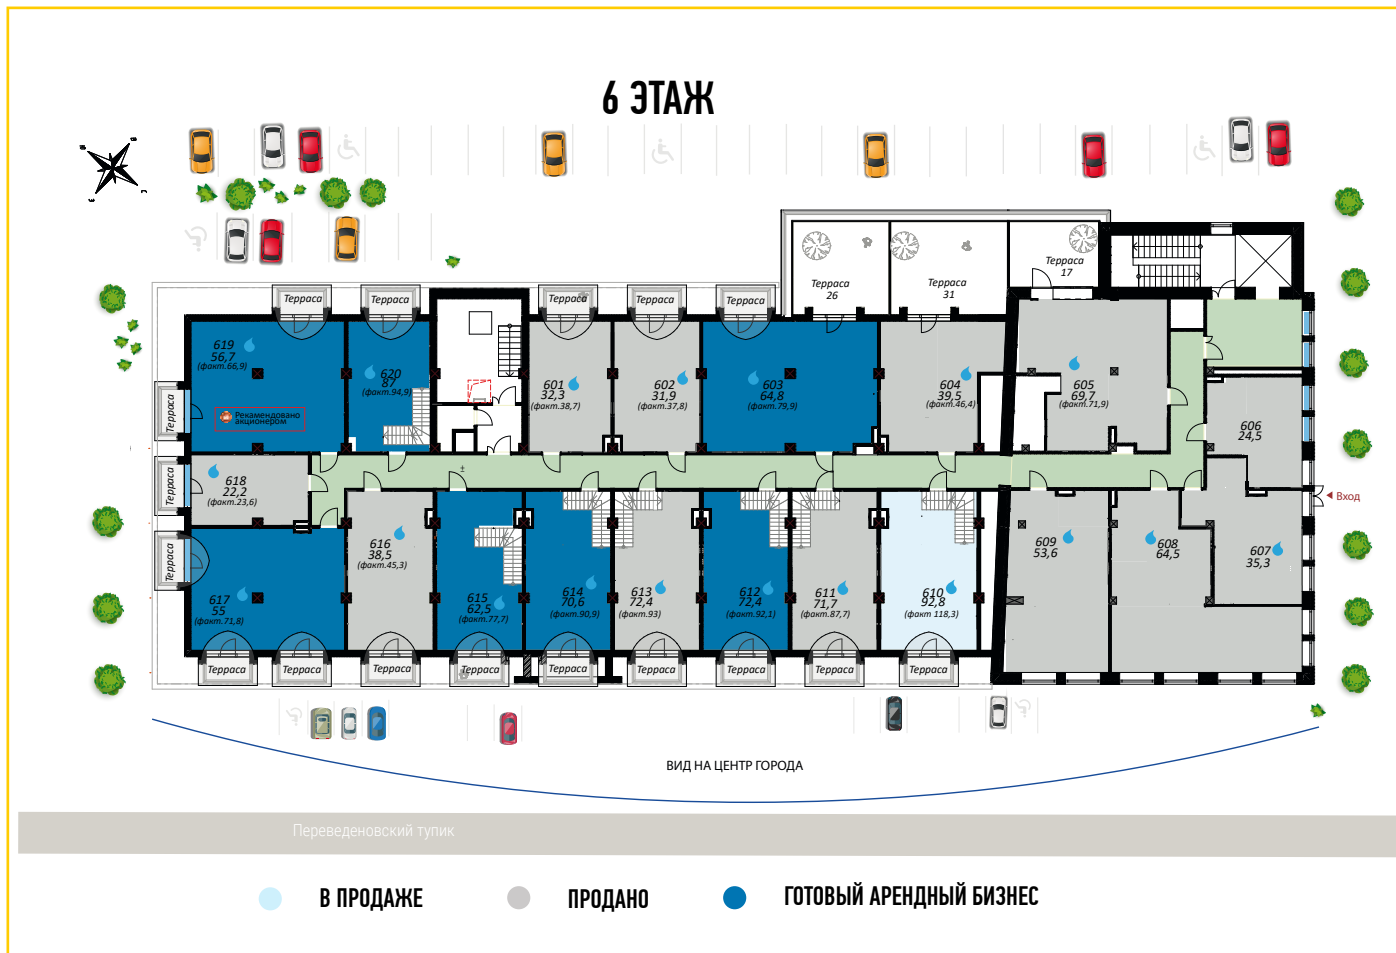 6 ЭТАЖ
Терраса
17
Терраса
26
Терраса
31
Терраса
Терраса
Терраса
Терраса
Терраса
619
56,7
(факт.66,9)
Рекамендовано
акционером
620
87
(факт.94,9)
601
32,3
(факт.38,7)
602
31,9
(факт.37,8)
603
64,8
(факт.79,9)
604
39,5
(факт.46,4)
605
69,7
(факт.71,9)
606
24,5
Терраса
Терраса
618
22,2
(факт.23,6)
±
Вход
Терраса
617
55
(факт.71,8)
616
38,5
(факт.45,3)
615
62,5
(факт.77,7)
614
70,6
(факт.90,9)
613
72,4
(факт.93)
612
72,4
(факт.92,1)
611
71,7
(факт.87,7)
610
92,8
(факт 118,3)
609
53,6
608
64,5
607
35,3
Терраса
Терраса
Терраса
Терраса
Терраса
Терраса
Терраса
Терраса
Терраса
ВИД НА ЦЕНТР ГОРОДА
Переведеновский тупик
В ПРОДАЖЕ
ПРОДАНО
ГОТОВЫЙ АРЕНДНЫЙ БИЗНЕС